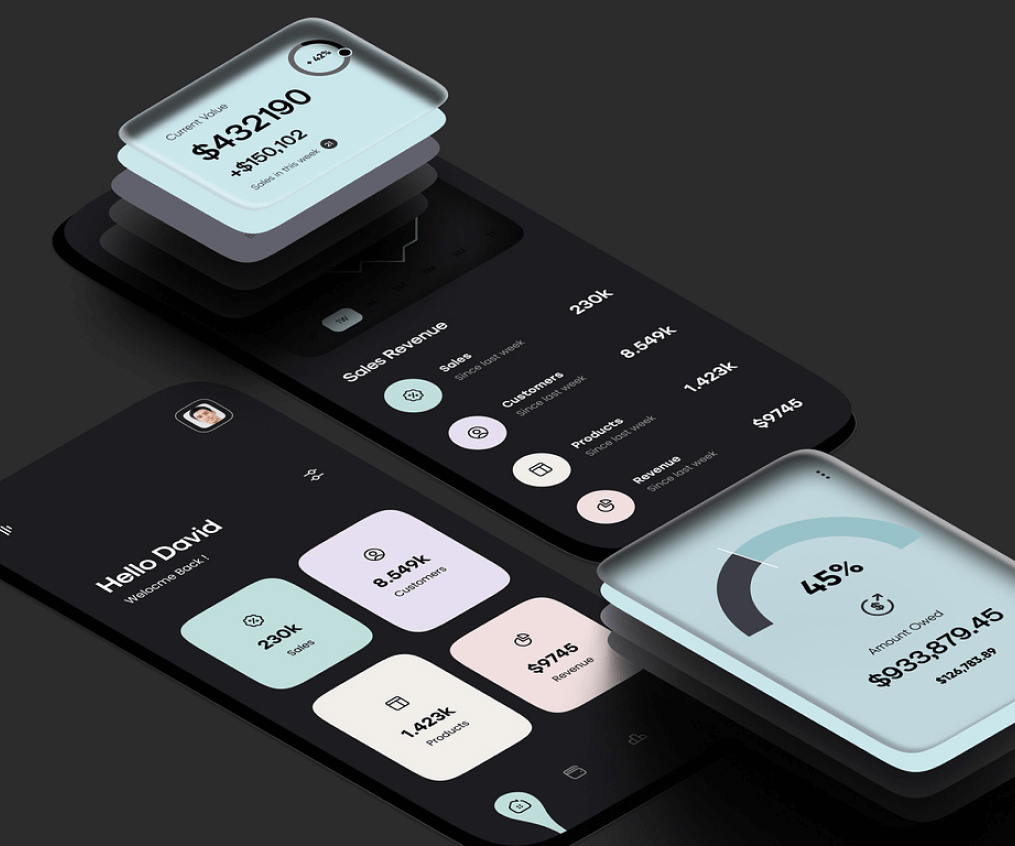 + 42%
Current Value
$432190
+$150,102
Sales in this week 21
1W
Sales Revenue
Sales
Since last week
230k
Customers
Since last week
8.549k
Products
Since last week
1.423k
Revenue
Since last week
$9745
Hello David
Welocme Back !
230k
Sales
8.549k
Customers
1.423k
Products
$9745
Revenue
45%
Amount Owed
$933,879.45
$126,783.89